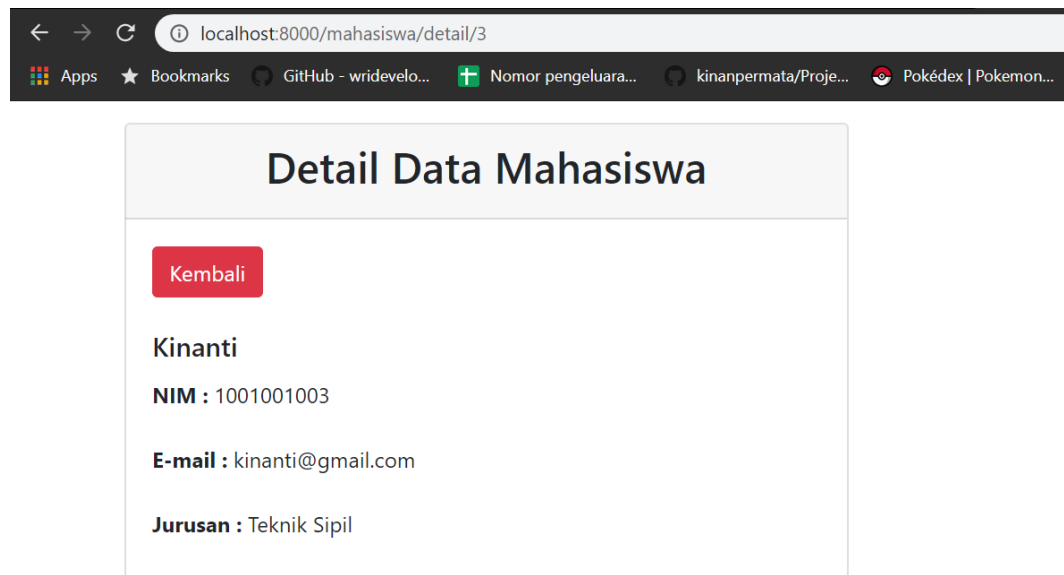 localhost:8000/mahasiswa/detail/3
Apps Bookmarks GitHub - wridevelo... Nomor pengeluara... kinanpermata/Proje... Pokédex | Pokemon...
Detail Data Mahasiswa
Kembali
Kinanti
NIM : 1001001003
E-mail : kinanti@gmail.com
Jurusan : Teknik Sipil